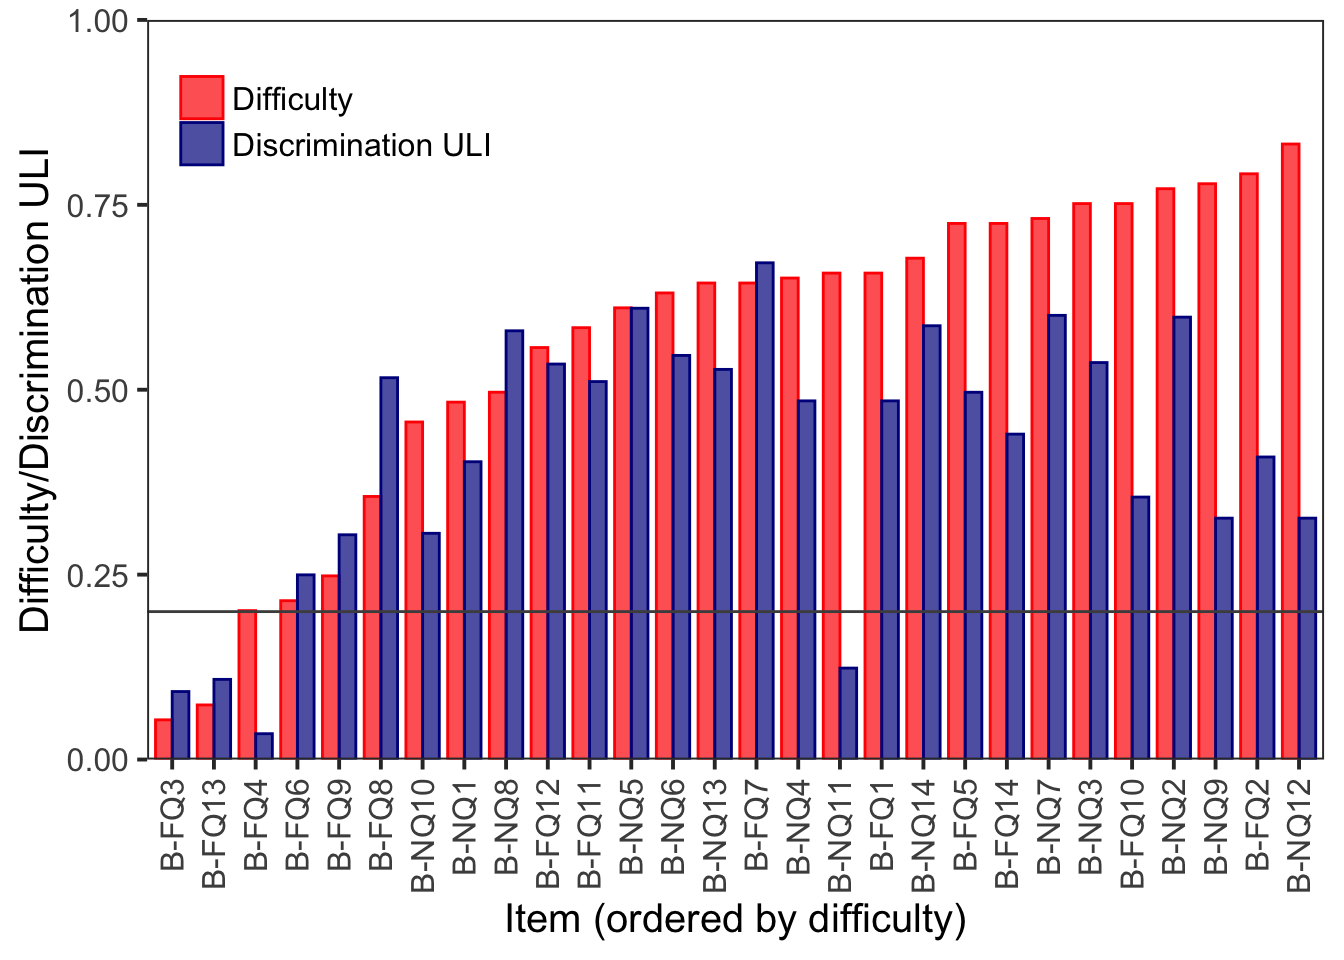 Difficulty/Discrimination ULI
1.00
0.75
0.50
0.25
0.00
Difficulty
Discrimination ULI
B-FQ3
B-FQ13
B-FQ4
B-FQ6
B-FQ9
B-FQ8
B-NQ10
B-NQ1
B-NQ8
B-FQ12
B-FQ11
B-NQ5
B-NQ6
B-NQ13
B-FQ7
B-NQ4
B-NQ11
B-FQ1
B-NQ14
B-FQ5
B-FQ14
B-NQ7
B-NQ3
B-FQ10
B-NQ2
B-NQ9
B-FQ2
B-NQ12
Item (ordered by difficulty)